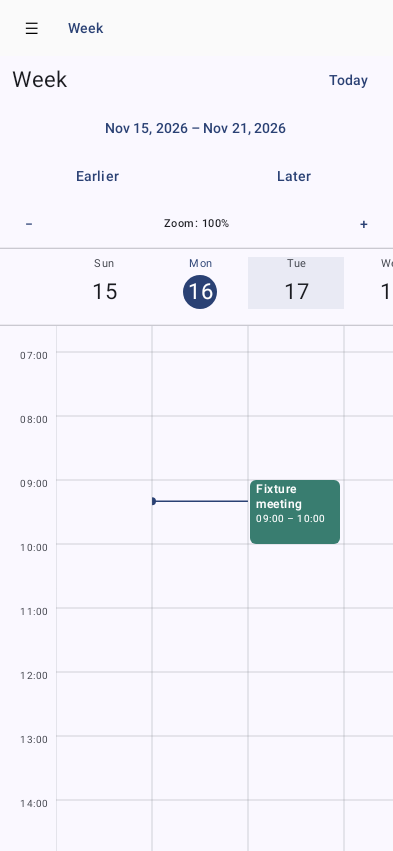 ☰ Week
Week Today
Nov 15, 2026 – Nov 21, 2026
Earlier Later
− Zoom: 100% +
Sun Mon Tue
15 16 17
07:00
08:00
09:00
Fixture
meeting
09:00 – 10:00
10:00
11:00
12:00
13:00
14:00